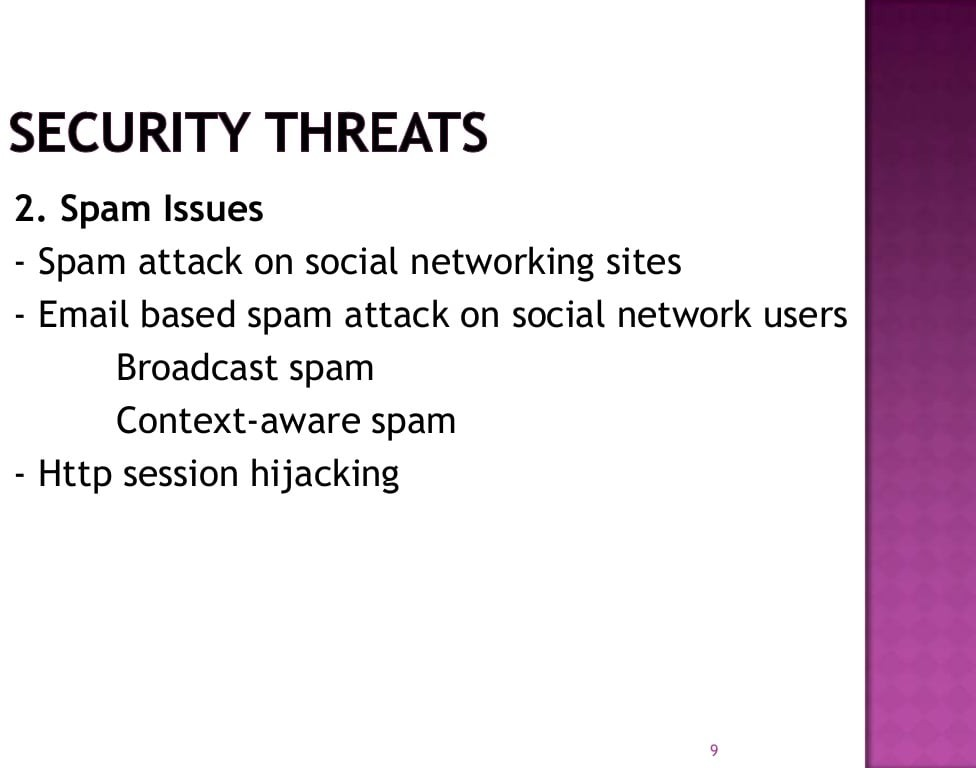 SECURITY THREATS
2. Spam Issues
- Spam attack on social networking sites
- Email based spam attack on social network users
Broadcast spam
Context-aware spam
- Http session hijacking
9